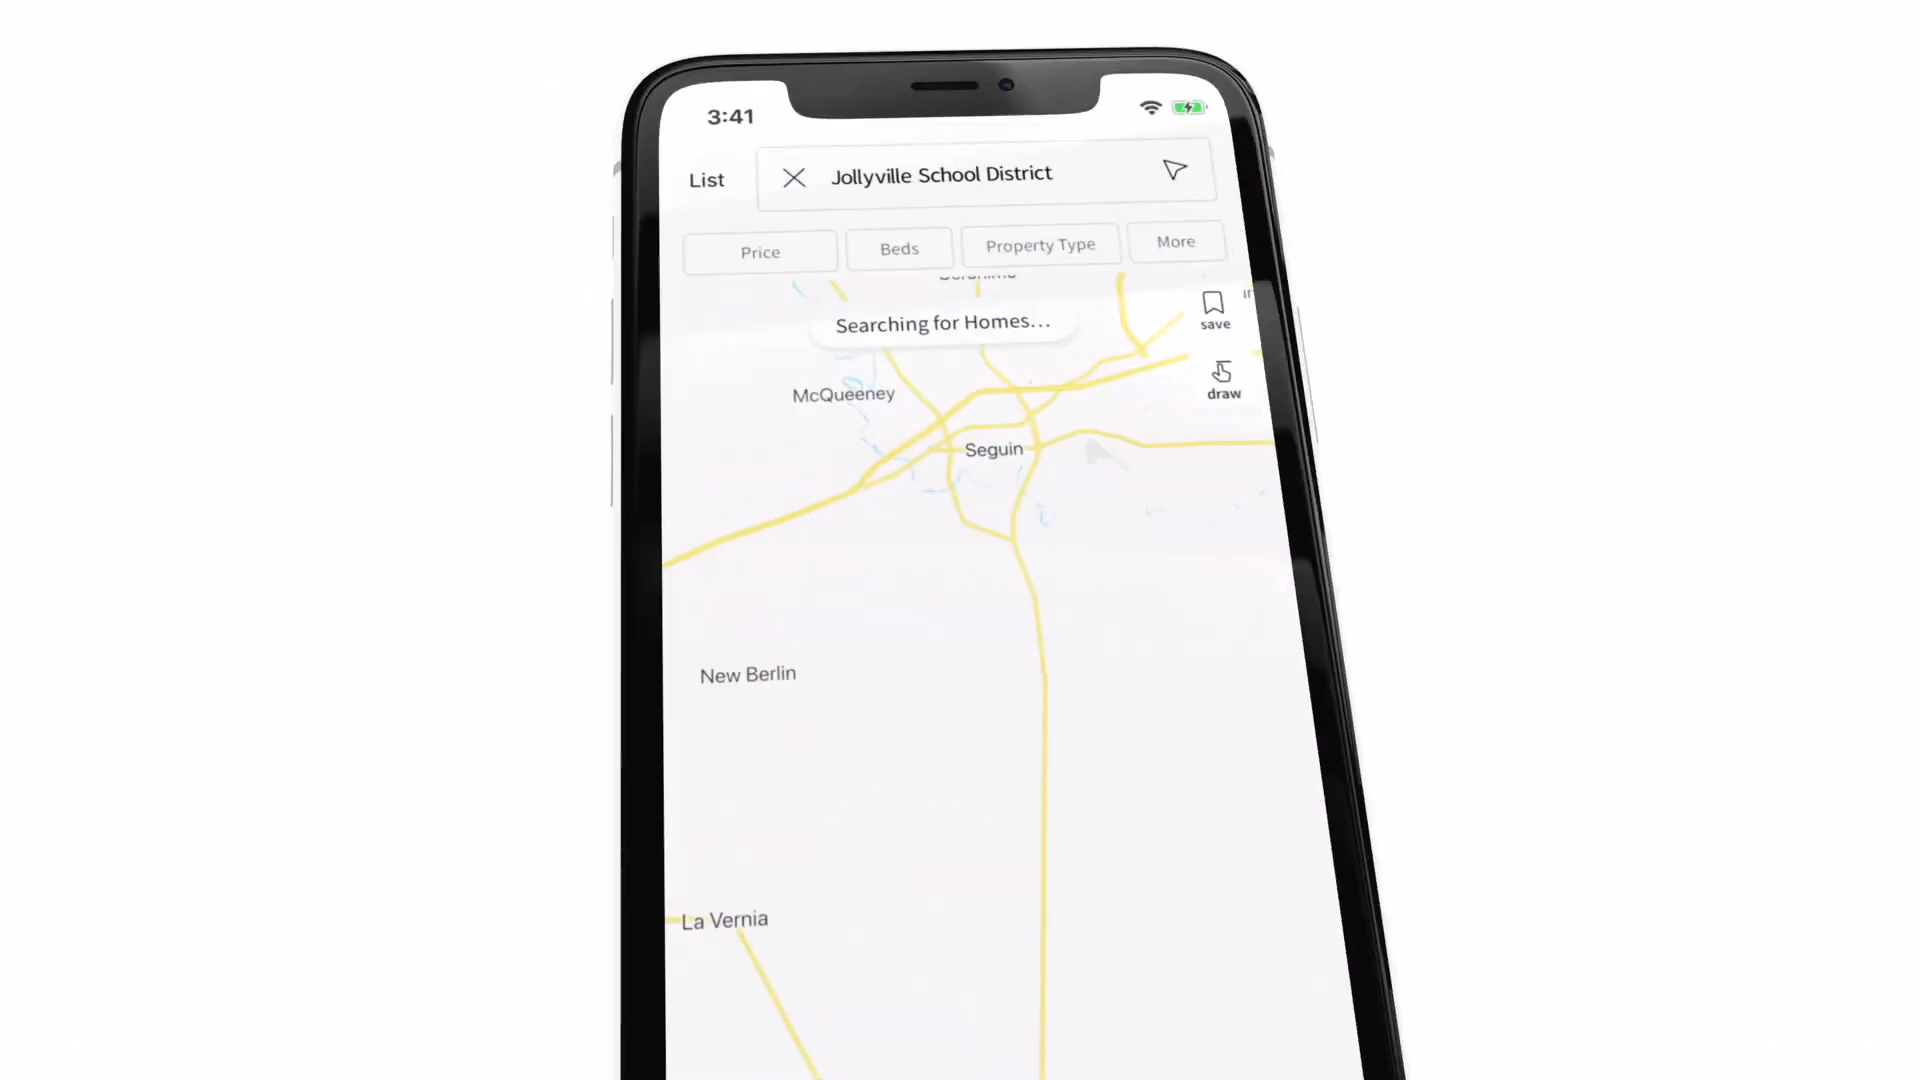 3:41
List
Jollyville School District
Price
Beds
Property Type
More
Searching for Homes...
save
draw
McQueeney
Seguin
New Berlin
La Vernia